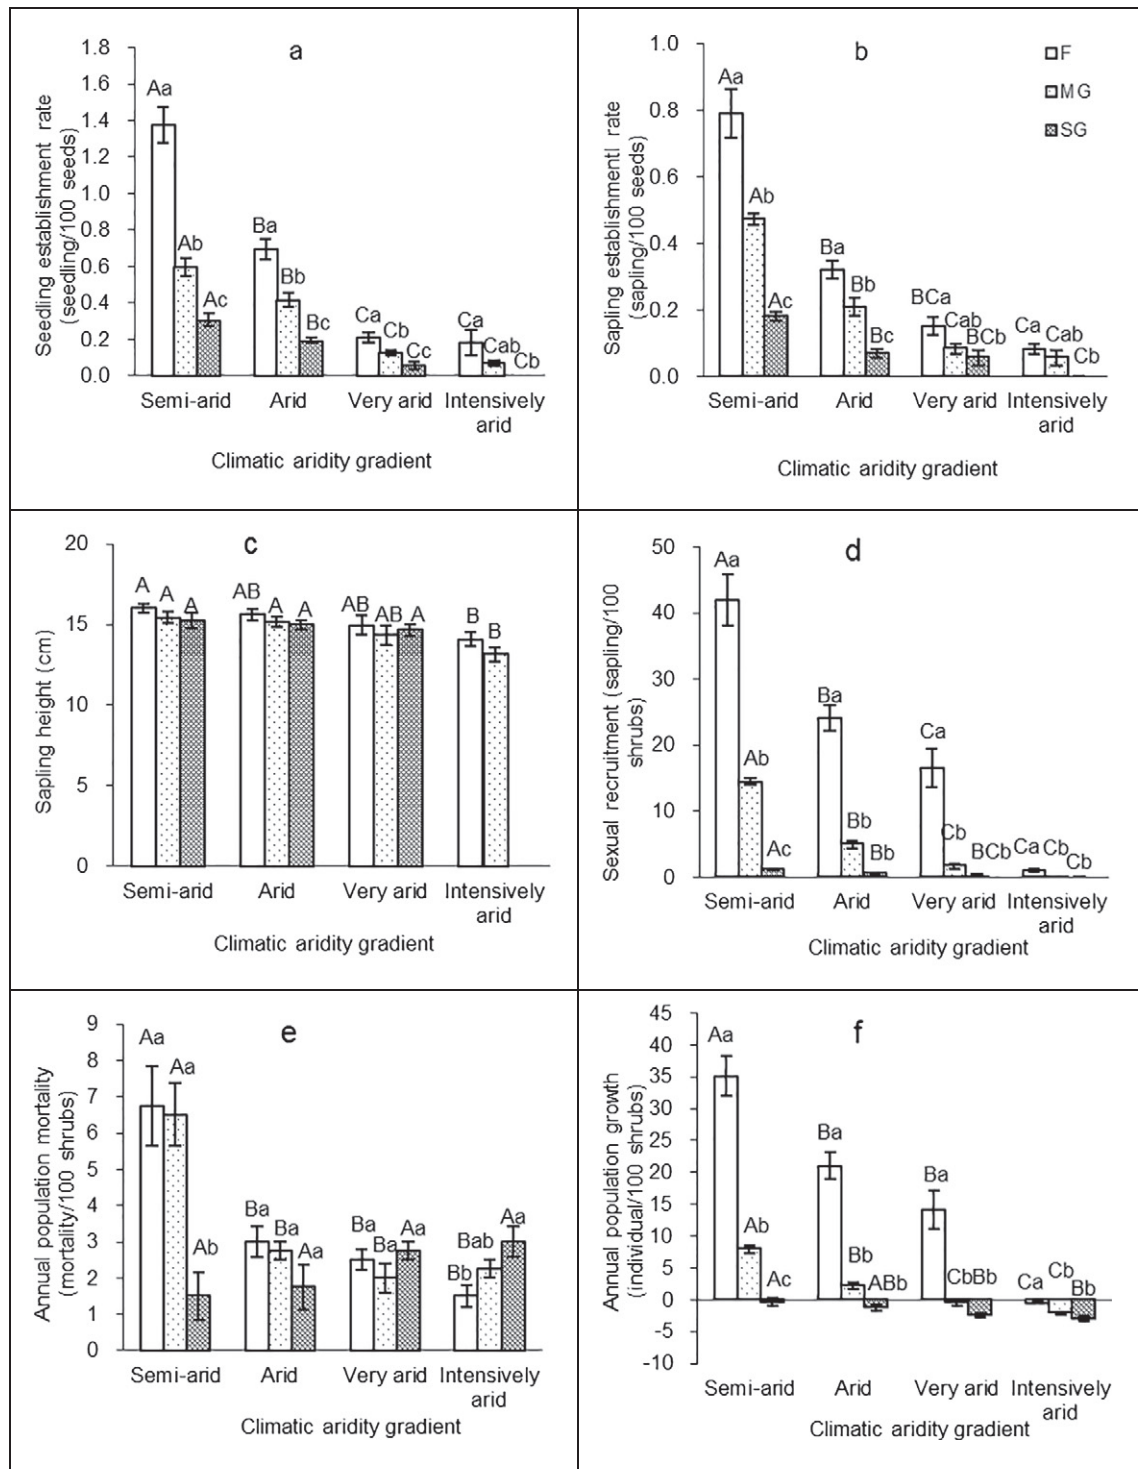 a
1.8
1.6
1.4
1.2
1.0
0.8
0.6
0.4
0.2
0.0
Seedling establishment rate
(seedling/100 seeds)
Aa
Ab
Ac
Ba
Bb
Bc
Ca
Cb
Cc
Ca
Cab
Cb
Semi-arid Arid Very arid Intensively
arid
Climatic aridity gradient
b
F
MG
SG
1.0
0.8
0.6
0.4
0.2
0.0
Sapling establishmentl rate
(sapling/100 seeds)
Aa
Ab
Ac
Ba
Bb
Bc
BCa
Cab
BCb
Ca
Cab
Cb
Semi-arid Arid Very arid Intensively
arid
Climatic aridity gradient
c
20
15
10
5
0
Sapling height (cm)
A
A
A
AB
A
A
AB
AB
A
B
B
Semi-arid Arid Very arid Intensively
arid
Climatic aridity gradient
d
50
40
30
20
10
0
Sexual recruitment (sapling/100
shrubs)
Aa
Ab
Ac
Ba
Bb
Bb
Ca
Cb
BCb
Ca
Cb
Cb
Semi-arid Arid Very arid Intensively
arid
Climatic aridity gradient
e
9
8
7
6
5
4
3
2
1
0
Annual population mortality
(mortality/100 shrubs)
Aa
Aa
Ab
Ba
Ba
Aa
Ba
Ba
Aa
Bb
Bab
Aa
Semi-arid Arid Very arid Intensively
arid
Climatic aridity gradient
f
45
40
35
30
25
20
15
10
5
0
-5
-10
Annual population growth
(individual/100 shrubs)
Aa
Ab
Ac
Ba
Bb
ABb
Ba
Cb
Bb
Ca
Cb
Bb
Semi-arid Arid Very arid Intensively
arid
Climatic aridity gradient